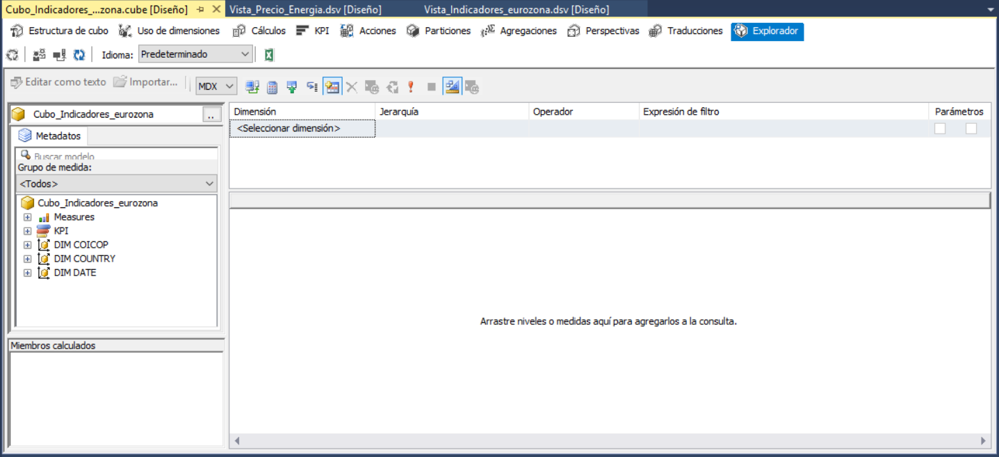 Cubo_Indicadores_...zona.cube [Diseño] Vista_Precio_Energia.dsv [Diseño] Vista_Indicadores_eurozona.dsv [Diseño]
Estructura de cubo Uso de dimensiones Cálculos KPI Acciones Particiones Agregaciones Perspectivas Traducciones Explorador
Idioma: Predeterminado
Editar como texto Importar... MDX
Cubo_Indicadores_eurozona ..
Metadatos
Buscar modelo
Grupo de medida:
<Todos>
Cubo_Indicadores_eurozona
Measures
KPI
DIM COICOP
DIM COUNTRY
DIM DATE
Miembros calculados
Dimensión Jerarquía Operador Expresión de filtro Parámetros
<Seleccionar dimensión>
Arrastre niveles o medidas aquí para agregarlos a la consulta.